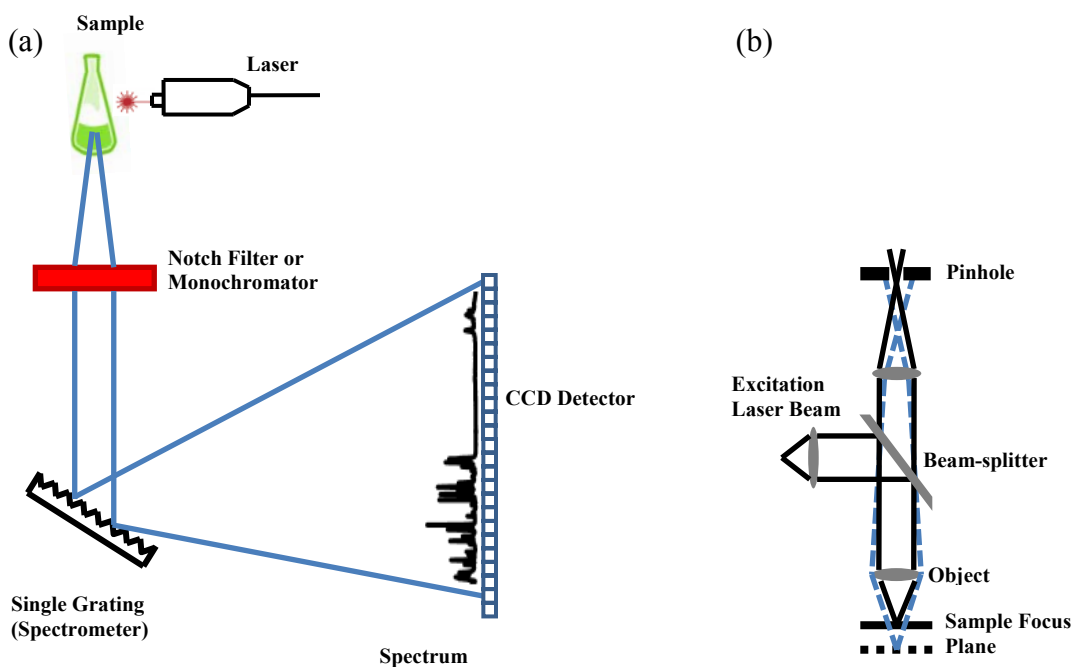 (a)
Sample
Laser
Notch Filter or
Monochromator
CCD Detector
Single Grating
(Spectrometer)
Spectrum
(b)
Pinhole
Excitation
Laser Beam
Beam-splitter
Object
Sample Focus
Plane